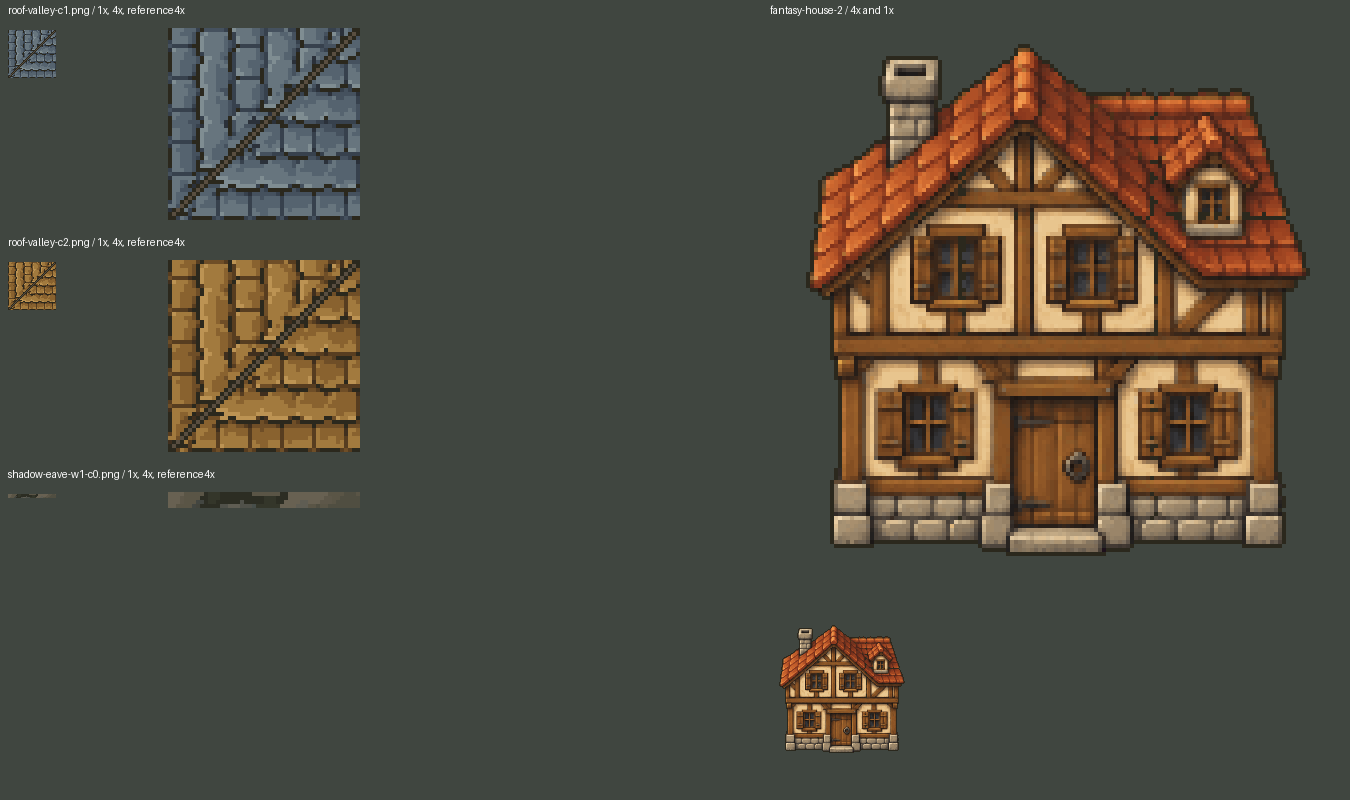 roof-valley-c1.png / 1x, 4x, reference4x
fantasy-house-2 / 4x and 1x
roof-valley-c2.png / 1x, 4x, reference4x
shadow-eave-w1-c0.png / 1x, 4x, reference4x